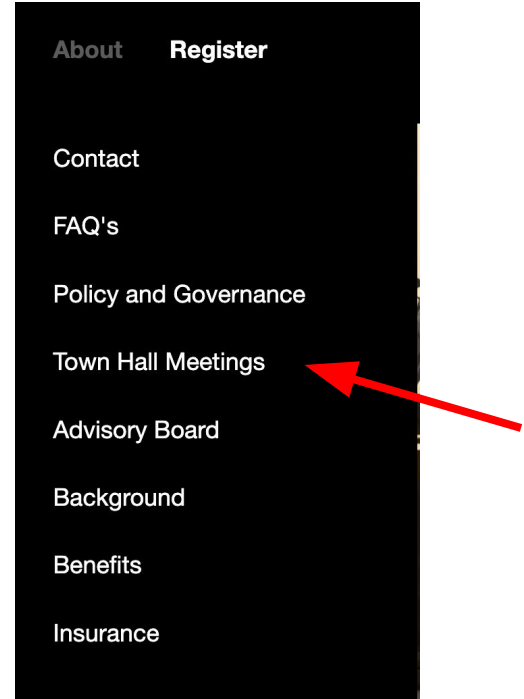 About Register
Contact
FAQ's
Policy and Governance
Town Hall Meetings
Advisory Board
Background
Benefits
Insurance